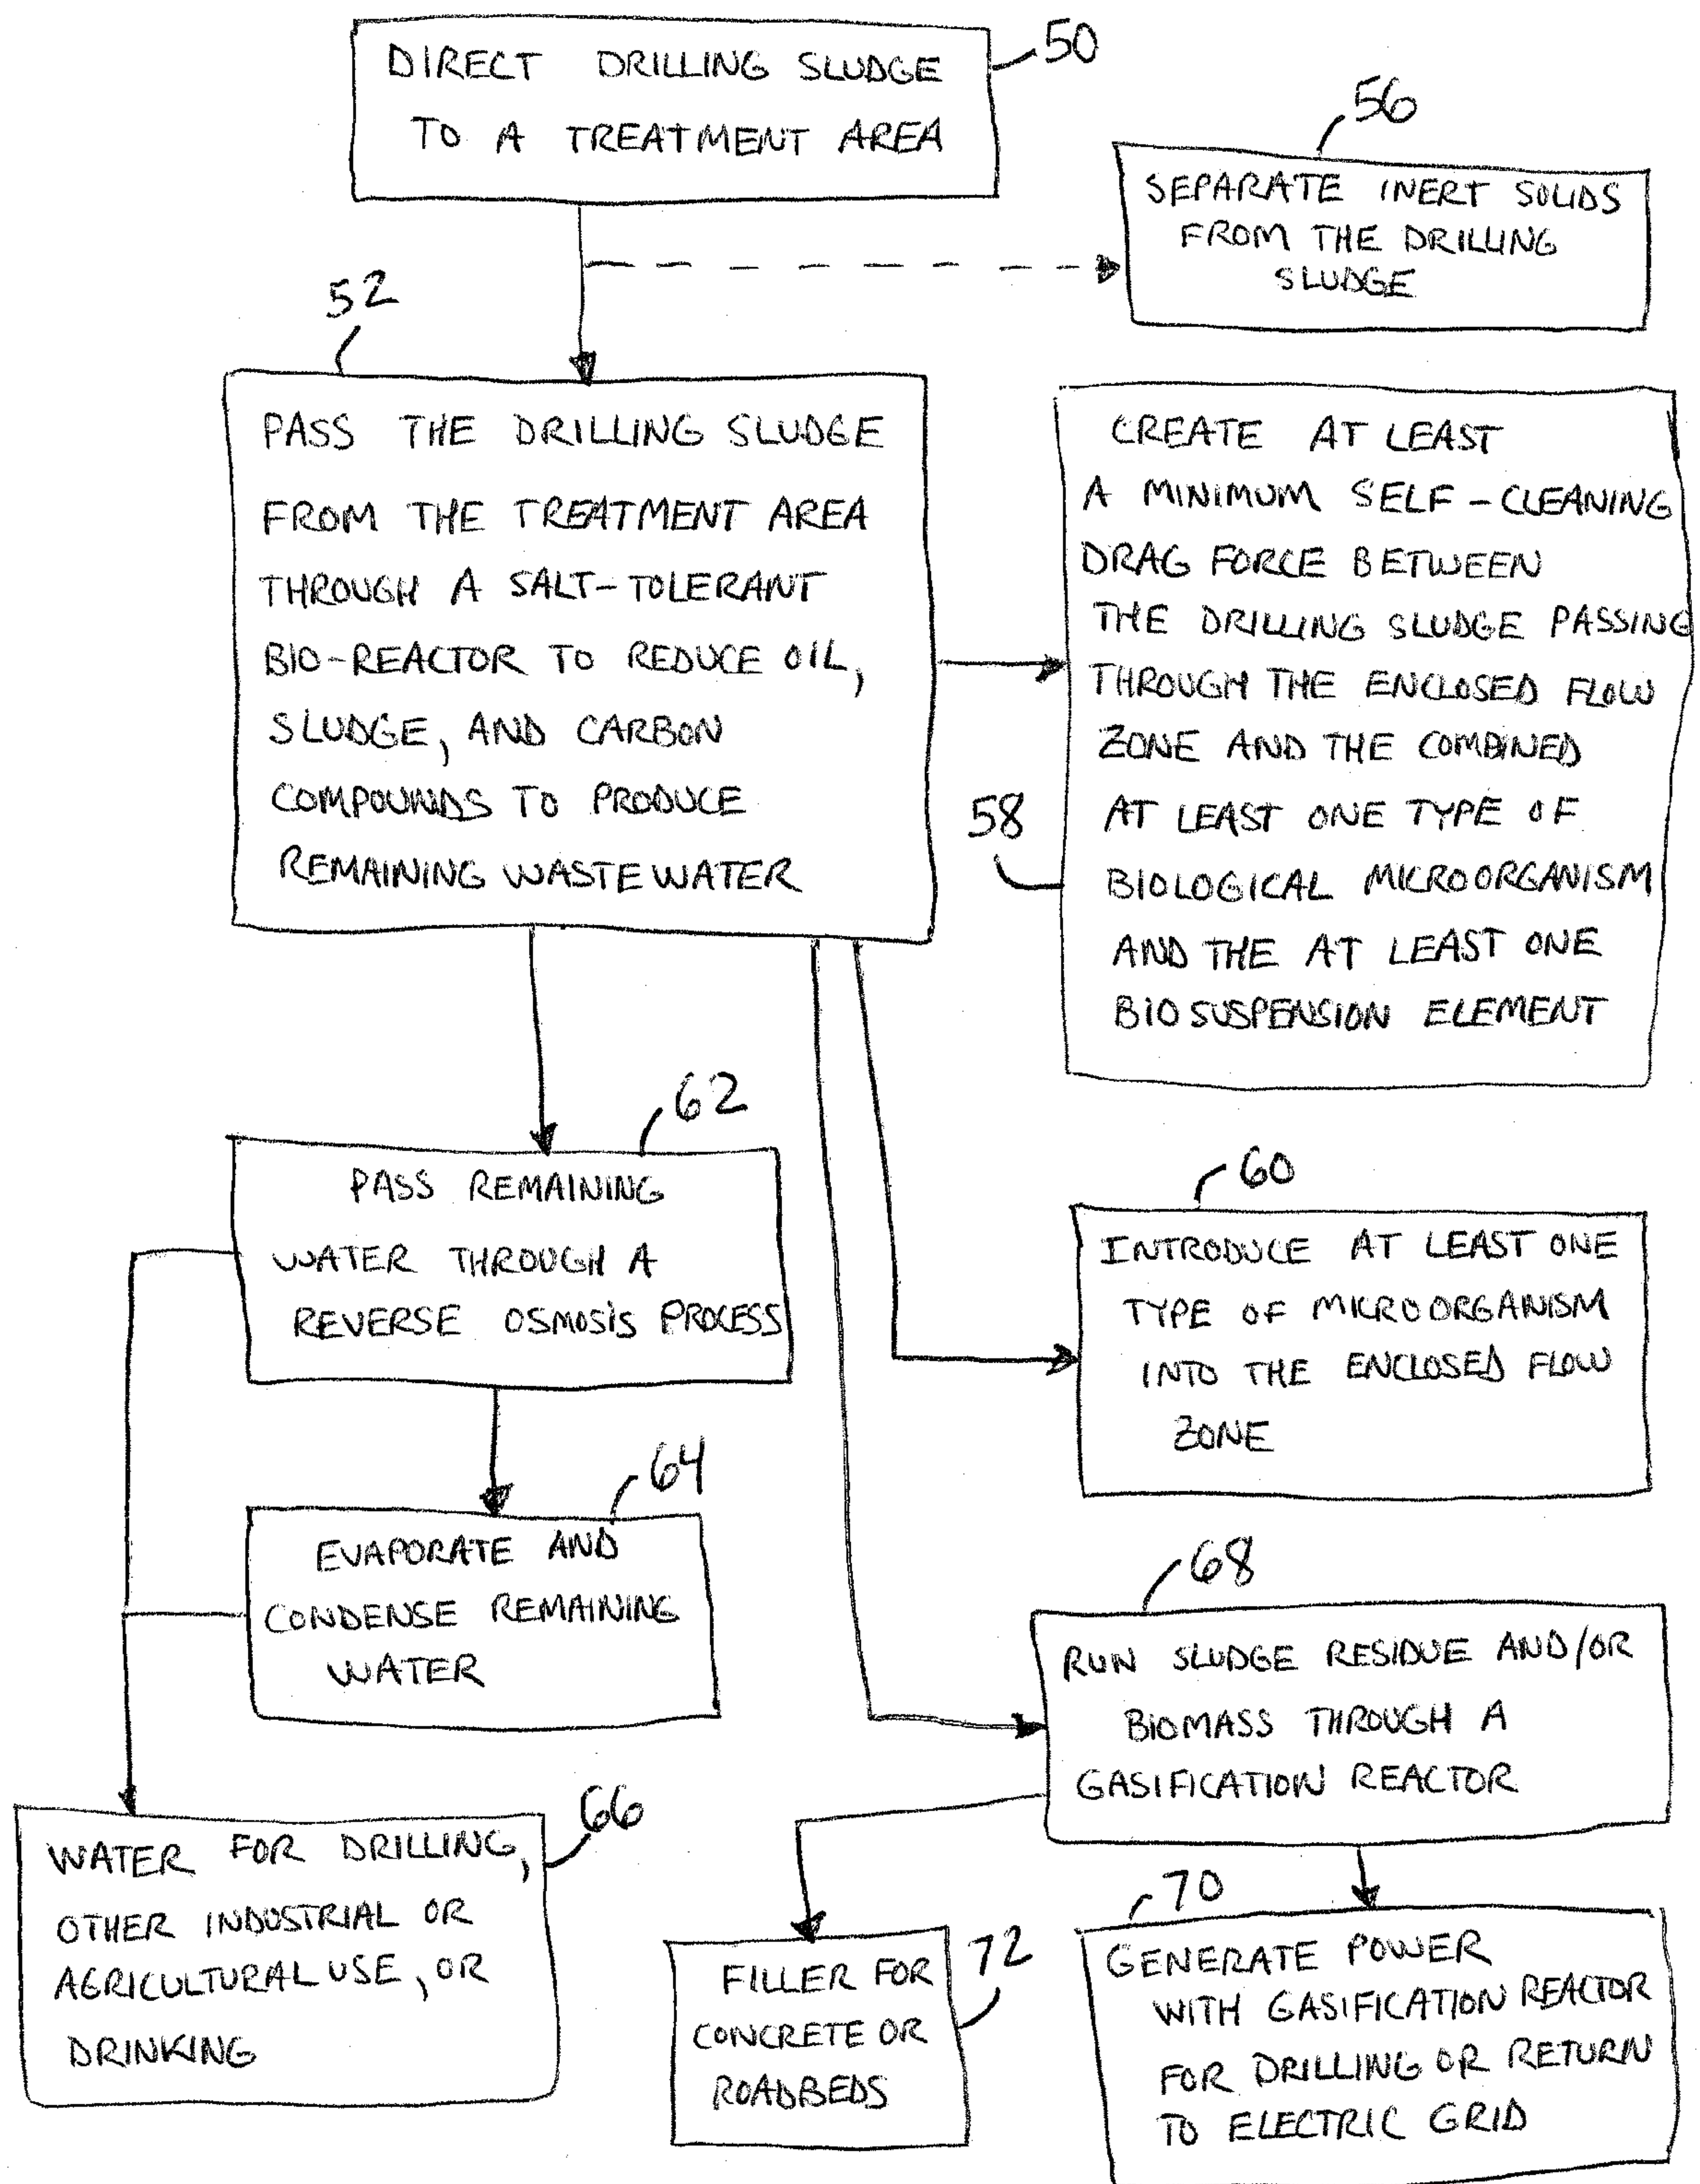 50
DIRECT DRILLING SLUDGE
TO A TREATMENT AREA
56
SEPARATE INERT SOLIDS
FROM THE DRILLING
SLUDGE
52
PASS THE DRILLING SLUDGE
FROM THE TREATMENT AREA
THROUGH A SALT-TOLERANT
BIO-REACTOR TO REDUCE OIL,
SLUDGE, AND CARBON
COMPOUNDS TO PRODUCE
REMAINING WASTEWATER
CREATE AT LEAST
A MINIMUM SELF-CLEANING
DRAG FORCE BETWEEN
THE DRILLING SLUDGE PASSING
THROUGH THE ENCLOSED FLOW
ZONE AND THE COMBINED
AT LEAST ONE TYPE OF
BIOLOGICAL MICROORGANISM
AND THE AT LEAST ONE
BIOSUSPENSION ELEMENT
58
62
PASS REMAINING
WATER THROUGH A
REVERSE OSMOSIS PROCESS
60
INTRODUCE AT LEAST ONE
TYPE OF MICROORGANISM
INTO THE ENCLOSED FLOW
ZONE
64
EVAPORATE AND
CONDENSE REMAINING
WATER
68
RUN SLUDGE RESIDUE AND/OR
BIOMASS THROUGH A
GASIFICATION REACTOR
66
WATER FOR DRILLING,
OTHER INDUSTRIAL OR
AGRICULTURAL USE, OR
DRINKING
72
FILLER FOR
CONCRETE OR
ROADBEDS
70
GENERATE POWER
WITH GASIFICATION REACTOR
FOR DRILLING OR RETURN
TO ELECTRIC GRID